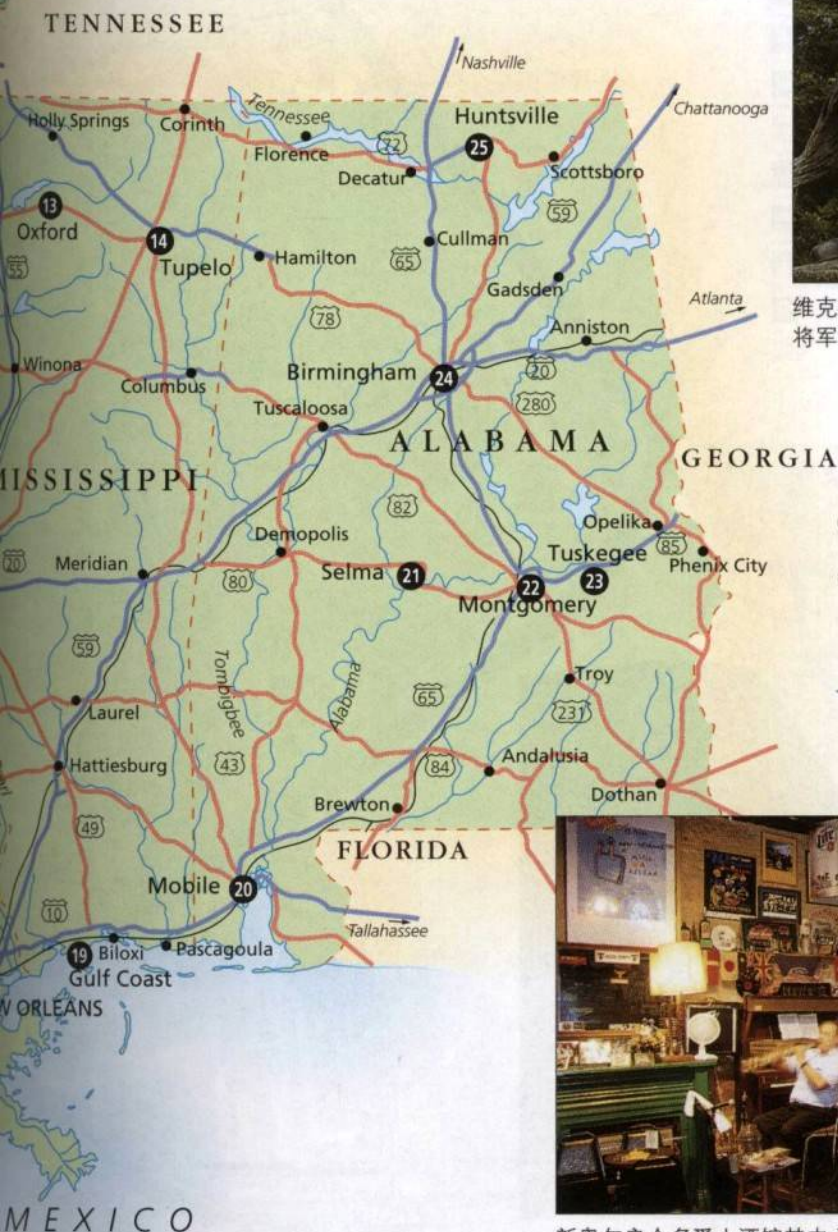 TENNESSEE
Nashville
Chattanooga
Holly Springs
Corinth
Tennessee
Florence
72
Huntsville
25
Decatur
Scottsboro
13
Oxford
59
14
Tupelo
Cullman
Hamilton
65
55
Gadsden
78
Atlanta
维克
将军
Anniston
Winona
Columbus
Birmingham
24
20
280
Tuscaloosa
ALABAMA
GEORGIA
MISSISSIPPI
82
Opelika
Demopolis
85
Tuskegee
Phenix City
20
Meridian
80
Selma
21
22
23
Montgomery
59
Tombigbee
Alabama
65
Troy
231
Laurel
Hattiesburg
43
84
Andalusia
Dothan
Brewton
49
FLORIDA
Mobile
20
10
Tallahassee
19
Biloxi
Pascagoula
Gulf Coast
W ORLEANS
MEXICO